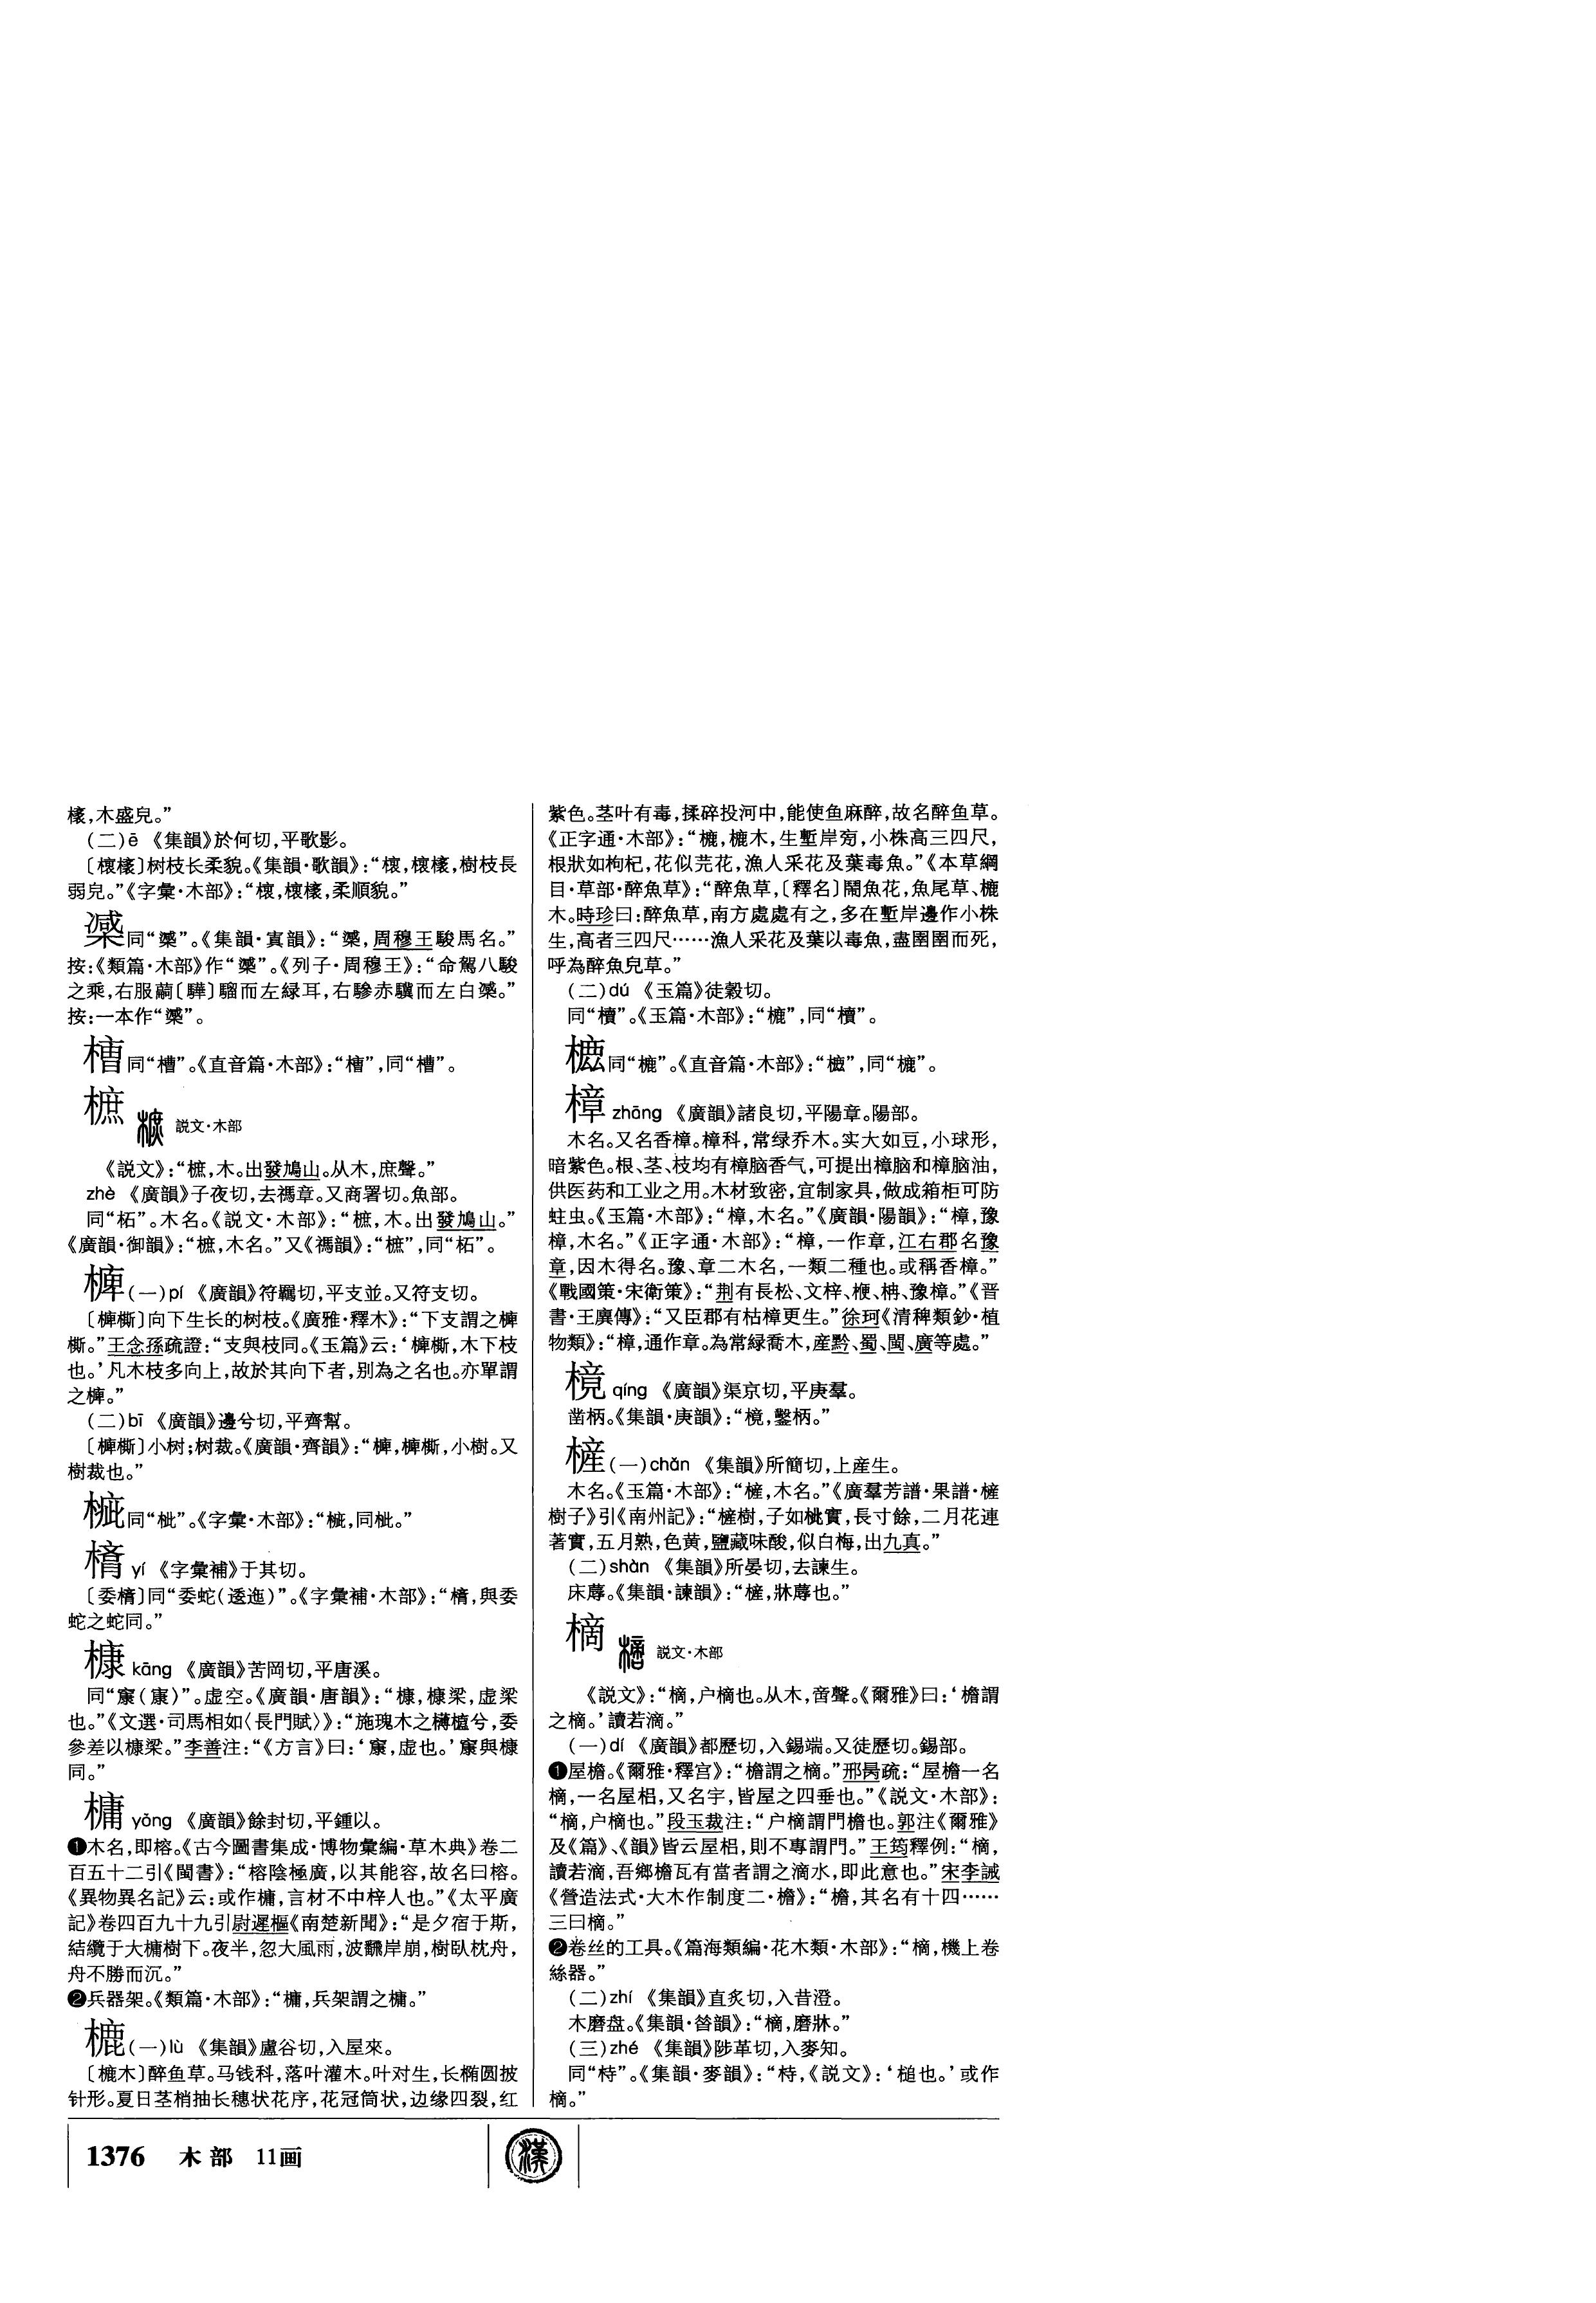 木盛皃。”
(二)ē 《集韻》於何切,平歌影。
树枝长柔貌。《集韻·歌韻》:樹枝長
弱皃。”《字彙·木部》:柔順貌。”
同《集韻·寘韻》:周穆王駿馬名。”
按:《類篇·木部》作《列子·周穆王》:“命駕八駿
之乘,右服〔驊〕騮而左緑耳,右驂赤驥而左白
按:一本作
同“槽”。《直音篇·木部》:同“槽”。
樜 説文·木部
《説文》:“樜,木。出發鳩山。从木,庶聲。”
zhè 《廣韻》子夜切,去禡章。又商署切。魚部。
同“柘”。木名。《説文·木部》:“樜,木。出發鳩山。”
《廣韻·御韻》:“樜,木名。”又《禡韻》:“樜”,同“柘”。
(一)pí 《廣韻》符羈切,平支並。又符支切。
向下生长的树枝。《廣雅·釋木》:“下支謂之
王念孫疏證:“支與枝同。《玉篇》云:木下枝
也。’凡木枝多向上,故於其向下者,别為之名也。亦單謂
之
(二)bī 《廣韻》邊兮切,平齊幫。
小树;树裁。《廣韻·齊韻》:小樹。又
樹裁也。”
同《字彙·木部》:
yí 《字彙補》于其切。
同“委蛇(逶迤)”。《字彙補·木部》:與委
蛇之蛇同。”
槺 kāng 《廣韻》苦岡切,平唐溪。
同“㝩(康)”。虚空。《廣韻·唐韻》:“槺,槺梁,虚梁
也。”《文選·司馬相如〈長門賦〉》:“施瑰木之欂櫨兮,委
參差以槺梁。”李善注:“《方言》曰:‘㝩,虚也。’㝩與槺
同。”
槦 yǒng 《廣韻》餘封切,平鍾以。
❶木名,即榕。《古今圖書集成·博物彙編·草木典》卷二
百五十二引《閩書》:“榕陰極廣,以其能容,故名曰榕。
《異物異名記》云:或作槦,言材不中梓人也。”《太平廣
記》卷四百九十九引尉遲樞《南楚新聞》:“是夕宿于斯,
結纜于大槦樹下。夜半,忽大風雨,波飜岸崩,樹臥枕舟,
舟不勝而沉。”
❷兵器架。《類篇·木部》:“槦,兵架謂之槦。”
樚(一)lù 《集韻》盧谷切,入屋來。
〔樚木〕醉鱼草。马钱科,落叶灌木。叶对生,长椭圆披
针形。夏日茎梢抽长穗状花序,花冠筒状,边缘四裂,红
紫色。茎叶有毒,揉碎投河中,能使鱼麻醉,故名醉鱼草。
《正字通·木部》:“樚,樚木,生塹岸旁,小株高三四尺,
根狀如枸杞,花似芫花,漁人采花及葉毒魚。”《本草綱
目·草部·醉魚草》:“醉魚草,〔釋名〕鬧魚花,魚尾草、樚
木。時珍曰:醉魚草,南方處處有之,多在塹岸邊作小株
生,高者三四尺……漁人采花及葉以毒魚,盡圉圉而死,
呼為醉魚兒草。”
(二)dú 《玉篇》徒穀切。
同“櫝”。《玉篇·木部》:“樚”,同“櫝”。
同“樚”。《直音篇·木部》:同“樚”。
樟 zhāng 《廣韻》諸良切,平陽章。陽部。
木名。又名香樟。樟科,常绿乔木。实大如豆,小球形,
暗紫色。根、茎、枝均有樟脑香气,可提出樟脑和樟脑油,
供医药和工业之用。木材致密,宜制家具,做成箱柜可防
蛀虫。《玉篇·木部》:“樟,木名。”《廣韻·陽韻》:“樟,豫
樟,木名。”《正字通·木部》:“樟,一作章,江右郡名豫
章,因木得名。豫、章二木名,一類二種也。或稱香樟。”
《戰國策·宋衛策》:“荆有長松、文梓、楩、柟、豫樟。”《晋
書·王廙傳》:“又臣郡有枯樟更生。”徐珂《清稗類鈔·植
物類》:“樟,通作章。為常緑喬木,産黔、蜀、閩、廣等處。”
樈 qíng 《廣韻》渠京切,平庚羣。
凿柄。《集韻·庚韻》:“樈,鑿柄。”
㯆(一)chǎn 《集韻》所簡切,上産生。
木名。《玉篇·木部》:木名。”《廣羣芳譜·果譜·
樹子》引《南州記》:樹,子如桃實,長寸餘,二月花連
著實,五月熟,色黄,鹽藏味酸,似白梅,出九真。”
(二)shàn 《集韻》所晏切,去諫生。
床蓐。《集韻·諫韻》:牀蓐也。”
樀 説文·木部
《説文》:“樀,户樀也。从木,啻聲。《爾雅》曰:‘檐謂
之樀。’讀若滴。”
(一)dí 《廣韻》都歷切,入錫端。又徒歷切。錫部。
❶屋檐。《爾雅·釋宫》:“檐謂之樀。”邢昺疏:“屋檐一名
樀,一名屋梠,又名宇,皆屋之四垂也。”《説文·木部》:
“樀,户樀也。”段玉裁注:“户樀謂門檐也。郭注《爾雅》
及《篇》、《韻》皆云屋梠,則不專謂門。”王筠釋例:“樀,
讀若滴,吾鄉檐瓦有當者謂之滴水,即此意也。”宋李誡
《營造法式·大木作制度二·檐》:“檐,其名有十四……
三曰樀。”
❷卷丝的工具。《篇海類編·花木類·木部》:“樀,機上卷
絲器。”
(二)zhí 《集韻》直炙切,入昔澄。
木磨盘。《集韻·昔韻》:“樀,磨牀。”
(三)zhé 《集韻》陟革切,入麥知。
同“㭙”。《集韻·麥韻》:《説文》:‘槌也。’或作
樀。”
1376 木部 11画
漢